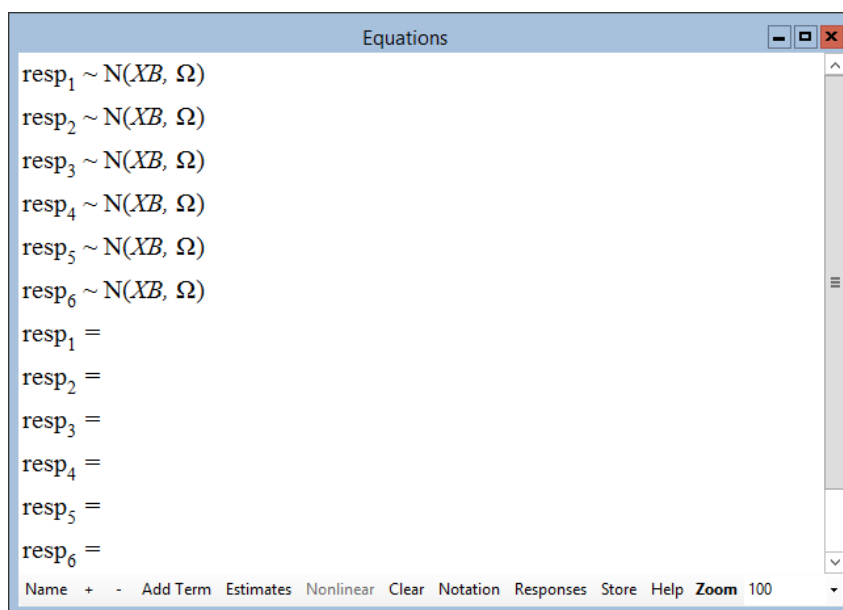 Equations
resp₁ ~ N(XB, Ω)
resp₂ ~ N(XB, Ω)
resp₃ ~ N(XB, Ω)
resp₄ ~ N(XB, Ω)
resp₅ ~ N(XB, Ω)
resp₆ ~ N(XB, Ω)
resp₁ =
resp₂ =
resp₃ =
resp₄ =
resp₅ =
resp₆ =
Name + - Add Term Estimates Nonlinear Clear Notation Responses Store Help Zoom 100